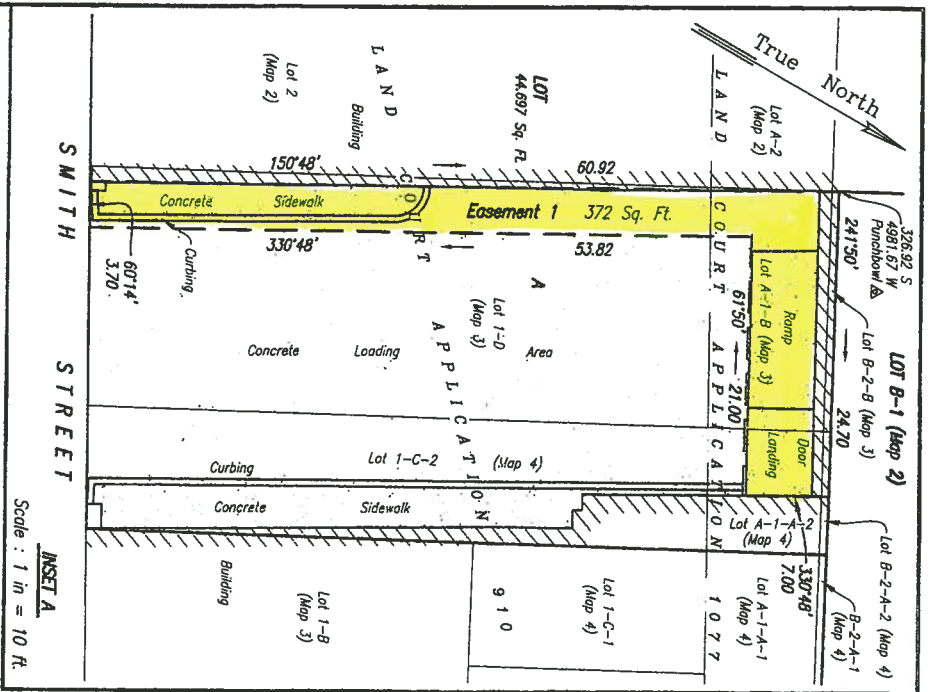 True North
326.92 S
4981.67 W
Punchbowl
241°50'
24.70
LOT B-1 (Map 2)
Lot B-2-B (Map 3)
Lot B-2-A-2 (Map 4)
B-2-A-1
(Map 4)
Lot A-2
(Map 2)
LAND COURT APPLICATION 1077
Ramp
Lot A-1-B (Map 3)
Door
Landing
61°50'
21.00
330°48'
7.00
Lot A-1-A-2
(Map 4)
Lot A-1-A-1
(Map 4)
LOT
44,697 Sq. Ft.
A
60.92
150°48'
Easement 1 372 Sq. Ft.
53.82
330°48'
LAND COURT APPLICATION 910
Lot 2
(Map 2)
Building
Concrete Sidewalk
Curbing
60°14'
3.70
Lot 1-D
(Map 3)
Concrete Loading Area
Lot 1-C-2 (Map 4)
Curbing
Concrete Sidewalk
Lot 1-C-1
(Map 4)
Lot 1-B
(Map 3)
Building
SMITH STREET
INSET A
Scale : 1 in = 10 ft.